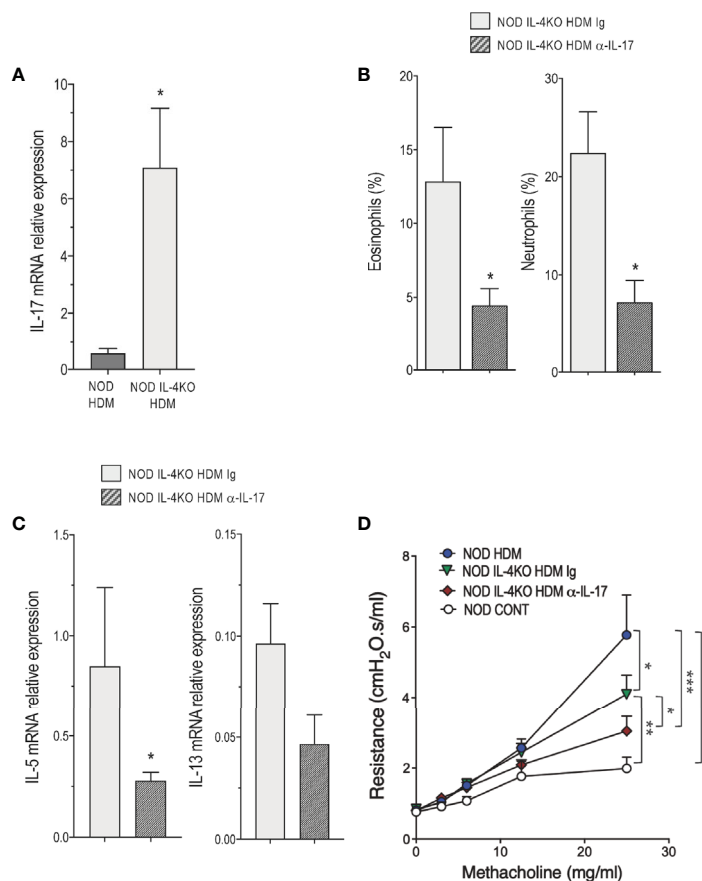 NOD IL-4KO HDM Ig
NOD IL-4KO HDM α-IL-17
A
IL-17 mRNA relative expression
10
8
6
4
2
0
*
NOD HDM
NOD IL-4KO HDM
B
Eosinophils (%)
20
15
10
5
0
*
Neutrophils (%)
30
20
10
0
*
NOD IL-4KO HDM Ig
NOD IL-4KO HDM α-IL-17
C
IL-5 mRNA relative expression
1.5
1.0
0.5
0.0
*
IL-13 mRNA relative expression
0.15
0.10
0.05
0.00
D
NOD HDM
NOD IL-4KO HDM Ig
NOD IL-4KO HDM α-IL-17
NOD CONT
Resistance (cmH2O.s/ml)
8
6
4
2
0
0 10 20 30
Methacholine (mg/ml)
*
**
*
***